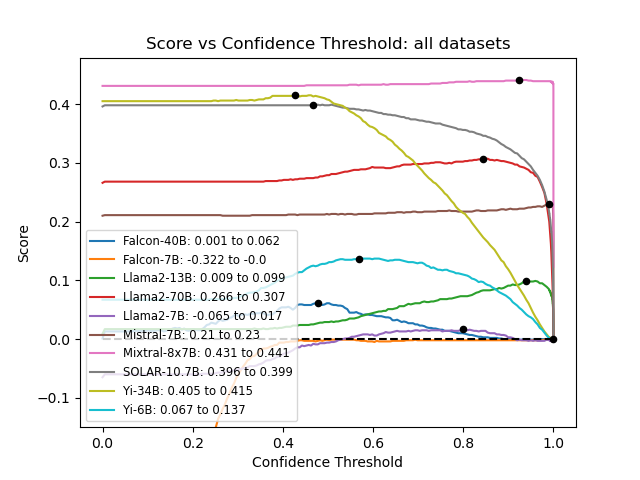 Score vs Confidence Threshold: all datasets
Score
0.4
0.3
0.2
0.1
0.0
−0.1
Falcon-40B: 0.001 to 0.062
Falcon-7B: -0.322 to -0.0
Llama2-13B: 0.009 to 0.099
Llama2-70B: 0.266 to 0.307
Llama2-7B: -0.065 to 0.017
Mistral-7B: 0.21 to 0.23
Mixtral-8x7B: 0.431 to 0.441
SOLAR-10.7B: 0.396 to 0.399
Yi-34B: 0.405 to 0.415
Yi-6B: 0.067 to 0.137
0.0 0.2 0.4 0.6 0.8 1.0
Confidence Threshold